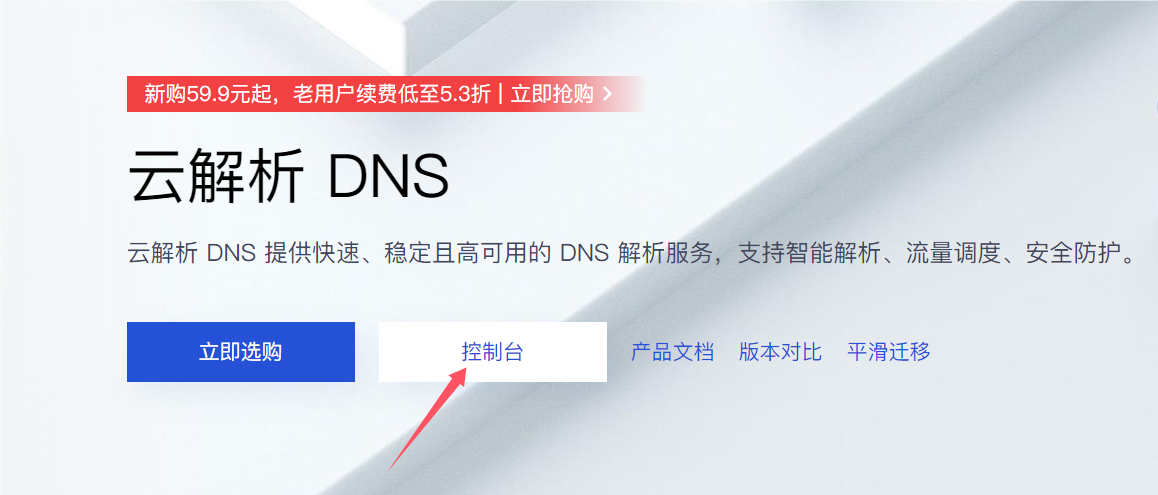 新购59.9元起，老用户续费低至5.3折 | 立即抢购 >
云解析 DNS
云解析 DNS 提供快速、稳定且高可用的 DNS 解析服务，支持智能解析、流量调度、安全防护。
立即选购 控制台 产品文档 版本对比 平滑迁移